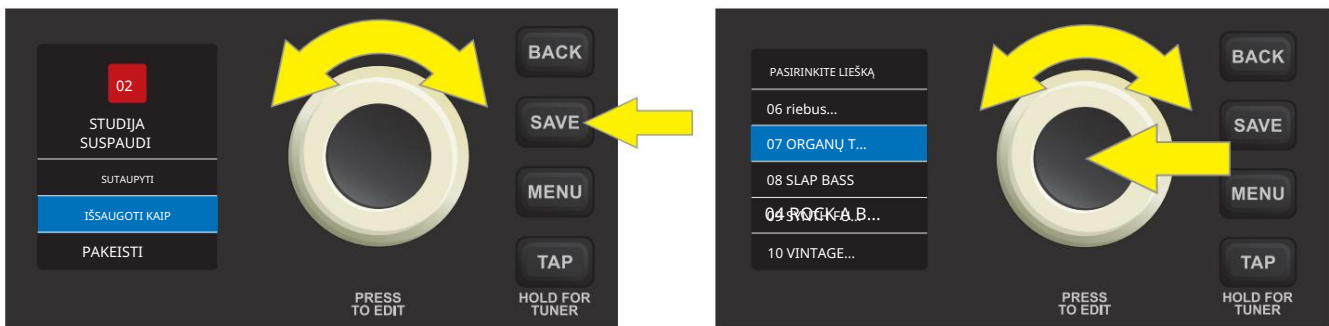 02
STUDIJA
SUSPAUDI
SUTAUPYTI
IŠSAUGOTI KAIP
PAKEISTI
BACK
SAVE
MENU
TAP
PRESS
TO EDIT
HOLD FOR
TUNER
PASIRINKITE LIEŠKĄ
06 riebus...
07 ORGANŲ T...
08 SLAP BASS
04 ROCK A B...
10 VINTAGE...
BACK
SAVE
MENU
TAP
PRESS
TO EDIT
HOLD FOR
TUNER